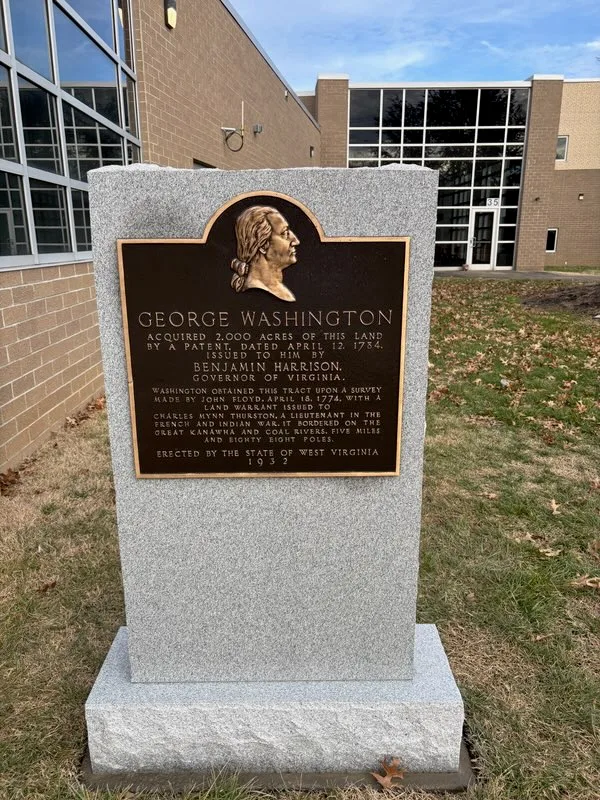 GEORGE WASHINGTON
ACQUIRED 2,000 ACRES OF THIS LAND
BY A PATENT, DATED APRIL 12, 1784,
ISSUED TO HIM BY
BENJAMIN HARRISON,
GOVERNOR OF VIRGINIA.
WASHINGTON OBTAINED THIS TRACT UPON A SURVEY
MADE BY JOHN FLOYD, APRIL 18, 1774, WITH A
LAND WARRANT ISSUED TO
CHARLES MYNN THURSTON, A LIEUTENANT IN THE
FRENCH AND INDIAN WAR. IT BORDERED ON THE
GREAT KANAWHA AND COAL RIVERS, FIVE MILES
AND EIGHTY EIGHT POLES.
ERECTED BY THE STATE OF WEST VIRGINIA
1932
35